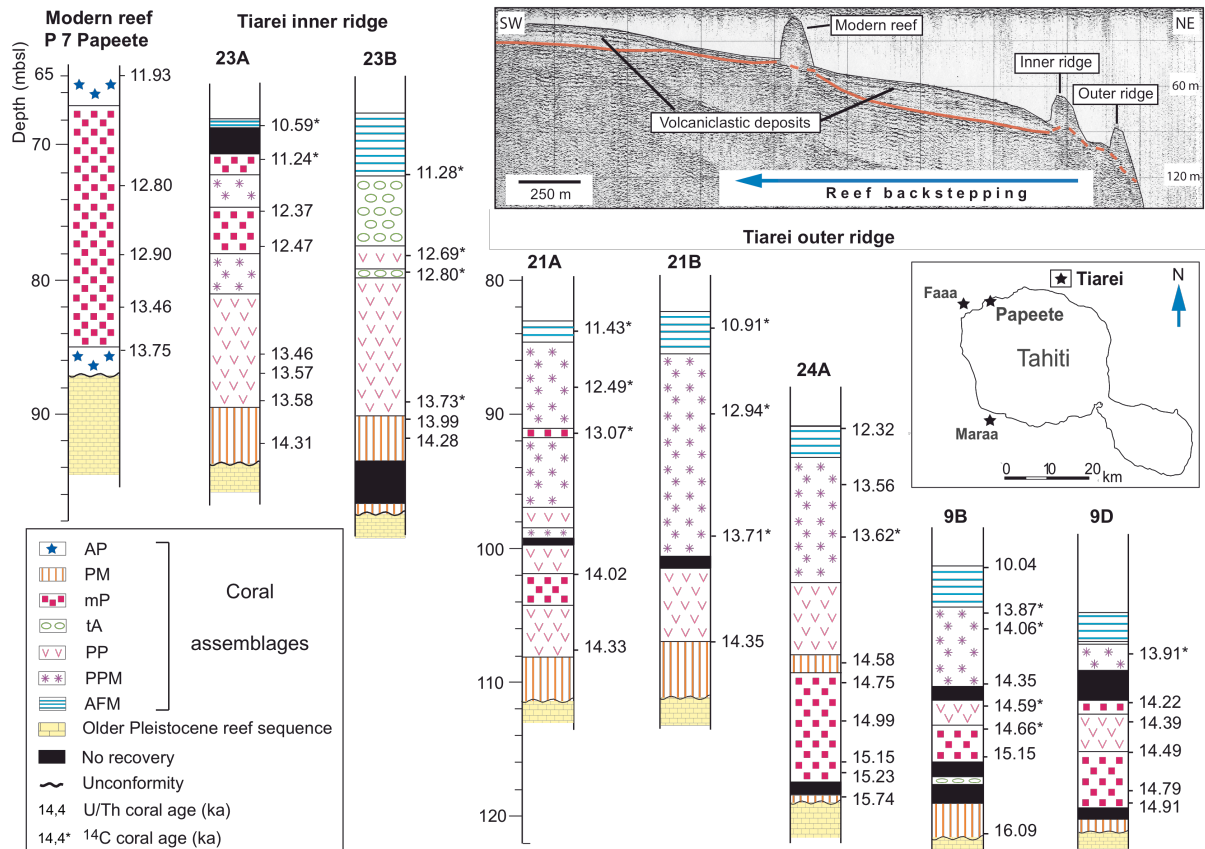 Modern reef
P 7 Papeete
Tiarei inner ridge
23A
23B
Depth (mbsl)
65
70
80
90
11.93
12.80
12.90
13.46
13.75
10.59*
11.24*
12.37
12.47
13.46
13.57
13.58
14.31
11.28*
12.69*
12.80*
13.73*
13.99
14.28
SW
NE
Modern reef
Inner ridge
Outer ridge
Volcaniclastic deposits
60 m
120 m
250 m
Reef backstepping
Tiarei outer ridge
21A
21B
24A
9B
9D
80
90
100
110
120
11.43*
12.49*
13.07*
14.02
14.33
10.91*
12.94*
13.71*
14.35
12.32
13.56
13.62*
14.58
14.75
14.99
15.15
15.23
15.74
10.04
13.87*
14.06*
14.35
14.59*
14.66*
15.15
16.09
13.91*
14.22
14.39
14.49
14.79
14.91
Tiarei
Faaa
Papeete
Tahiti
Maraa
N
0 10 20
km
AP
PM
mP
tA
PP
PPM
AFM
Coral
assemblages
Older Pleistocene reef sequence
No recovery
Unconformity
14,4 U/Th coral age (ka)
14,4* 14C coral age (ka)